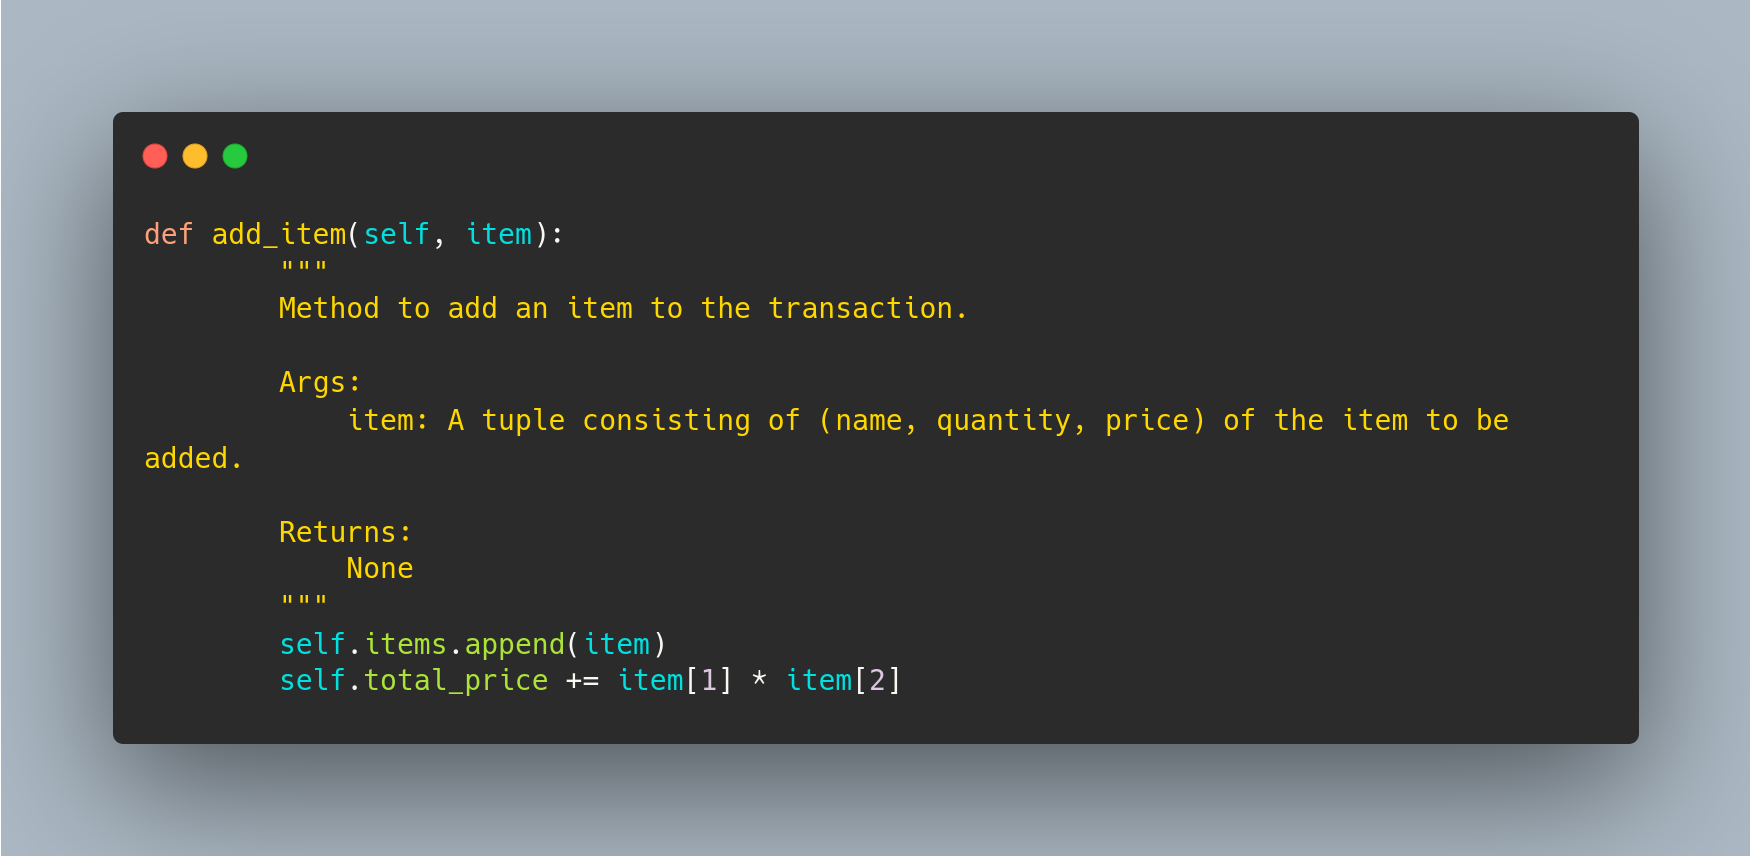 def add_item(self, item):
        """
        Method to add an item to the transaction.

        Args:
            item: A tuple consisting of (name, quantity, price) of the item to be
added.

        Returns:
            None
        """
        self.items.append(item)
        self.total_price += item[1] * item[2]